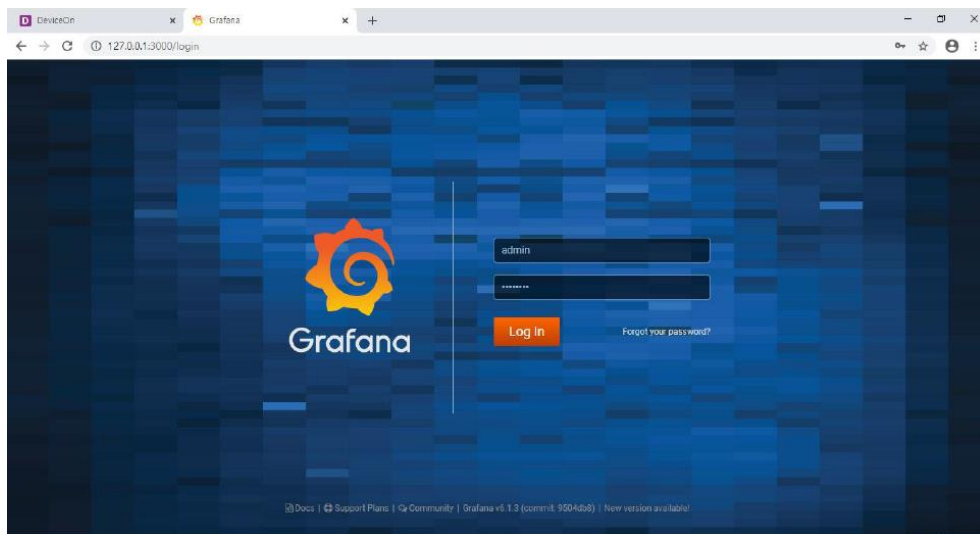 D DeviceOn
Grafana
127.0.0.1:3000/login
Grafana
admin
Log In
Forgot your password?
Docs | Support Plans | Community | Grafana v6.1.3 (commit: 9504db8) | New version available!